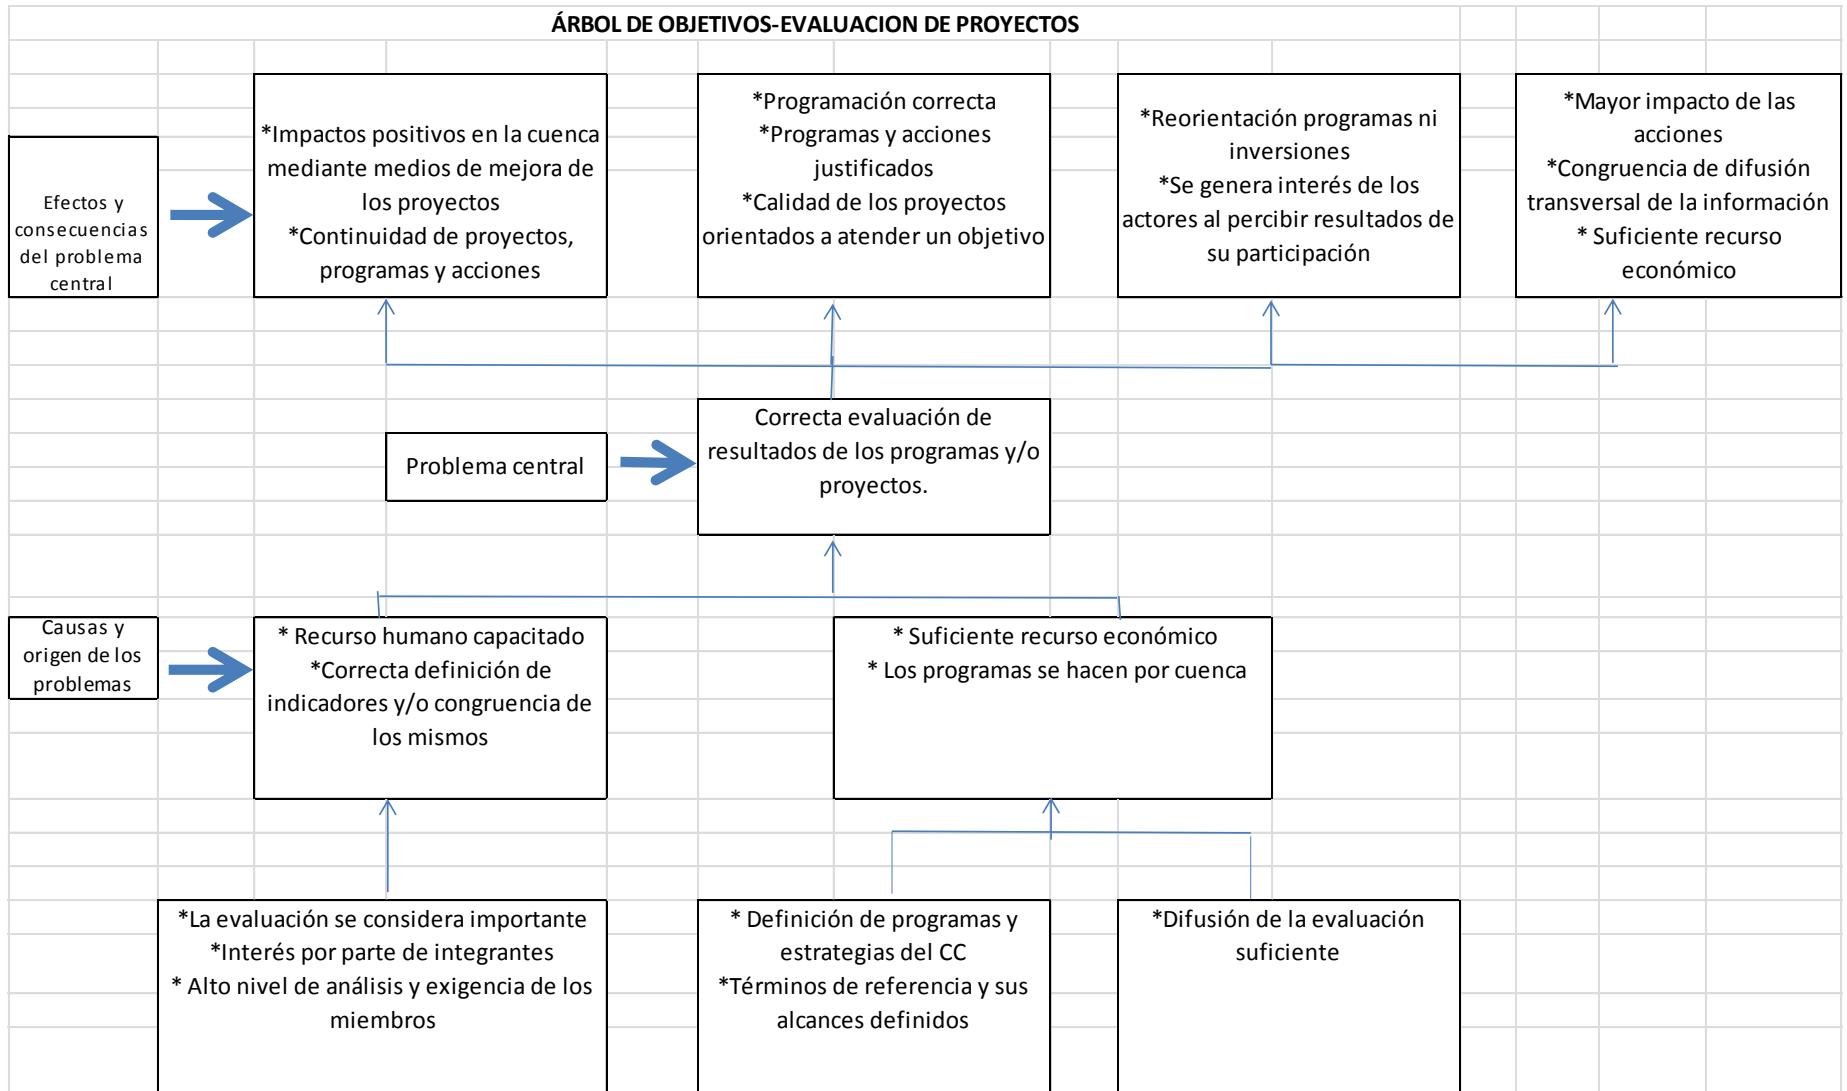 ÁRBOL DE OBJETIVOS-EVALUACION DE PROYECTOS
Efectos y
consecuencias
del problema
central
*Impactos positivos en la cuenca
mediante medios de mejora de
los proyectos
*Continuidad de proyectos,
programas y acciones
*Programación correcta
*Programas y acciones
justificados
*Calidad de los proyectos
orientados a atender un objetivo
*Reorientación programas ni
inversiones
*Se genera interés de los
actores al percibir resultados de
su participación
*Mayor impacto de las
acciones
*Congruencia de difusión
transversal de la información
* Suficiente recurso
económico
Problema central
Correcta evaluación de
resultados de los programas y/o
proyectos.
Causas y
origen de los
problemas
* Recurso humano capacitado
*Correcta definición de
indicadores y/o congruencia de
los mismos
* Suficiente recurso económico
* Los programas se hacen por cuenca
*La evaluación se considera importante
*Interés por parte de integrantes
* Alto nivel de análisis y exigencia de los
miembros
* Definición de programas y
estrategias del CC
*Términos de referencia y sus
alcances definidos
*Difusión de la evaluación
suficiente